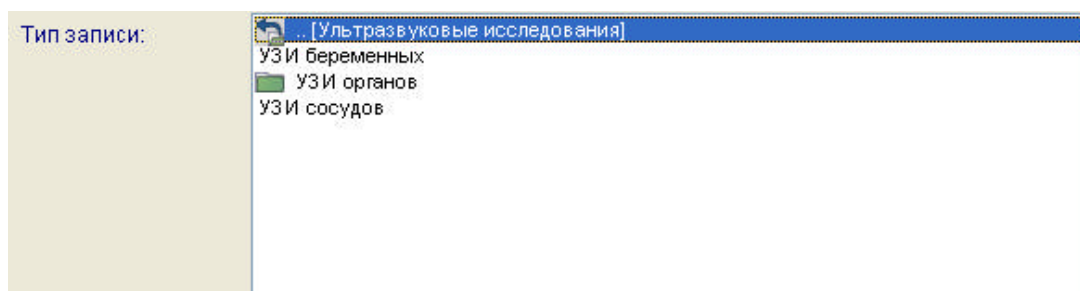 Тип записи:
.. [Ультразвуковые исследования]
УЗИ беременных
УЗИ органов
УЗИ сосудов